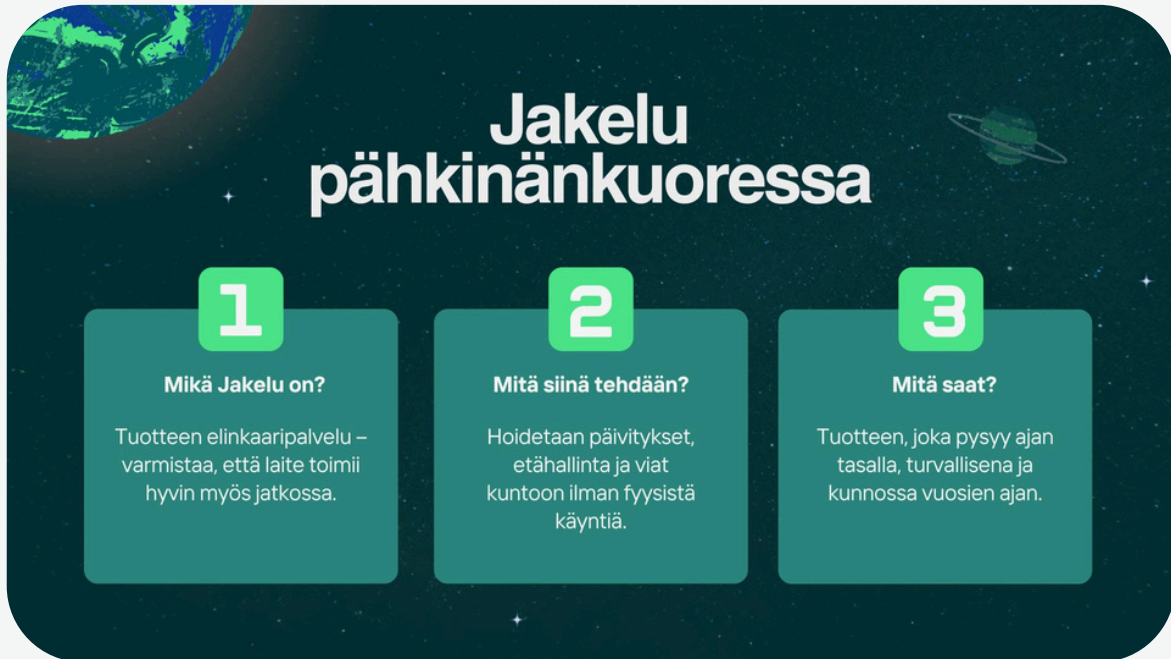 Jakelu
pähkinänkuoressa
1
Mikä Jakelu on?
Tuotteen elinkaaripalvelu –
varmistaa, että laite toimii
hyvin myös jatkossa.
2
Mitä siinä tehdään?
Hoidetaan päivitykset,
etähallinta ja viat
kuntoon ilman fyysistä
käyntiä.
3
Mitä saat?
Tuotteen, joka pysyy ajan
tasalla, turvallisena ja
kunnossa vuosien ajan.